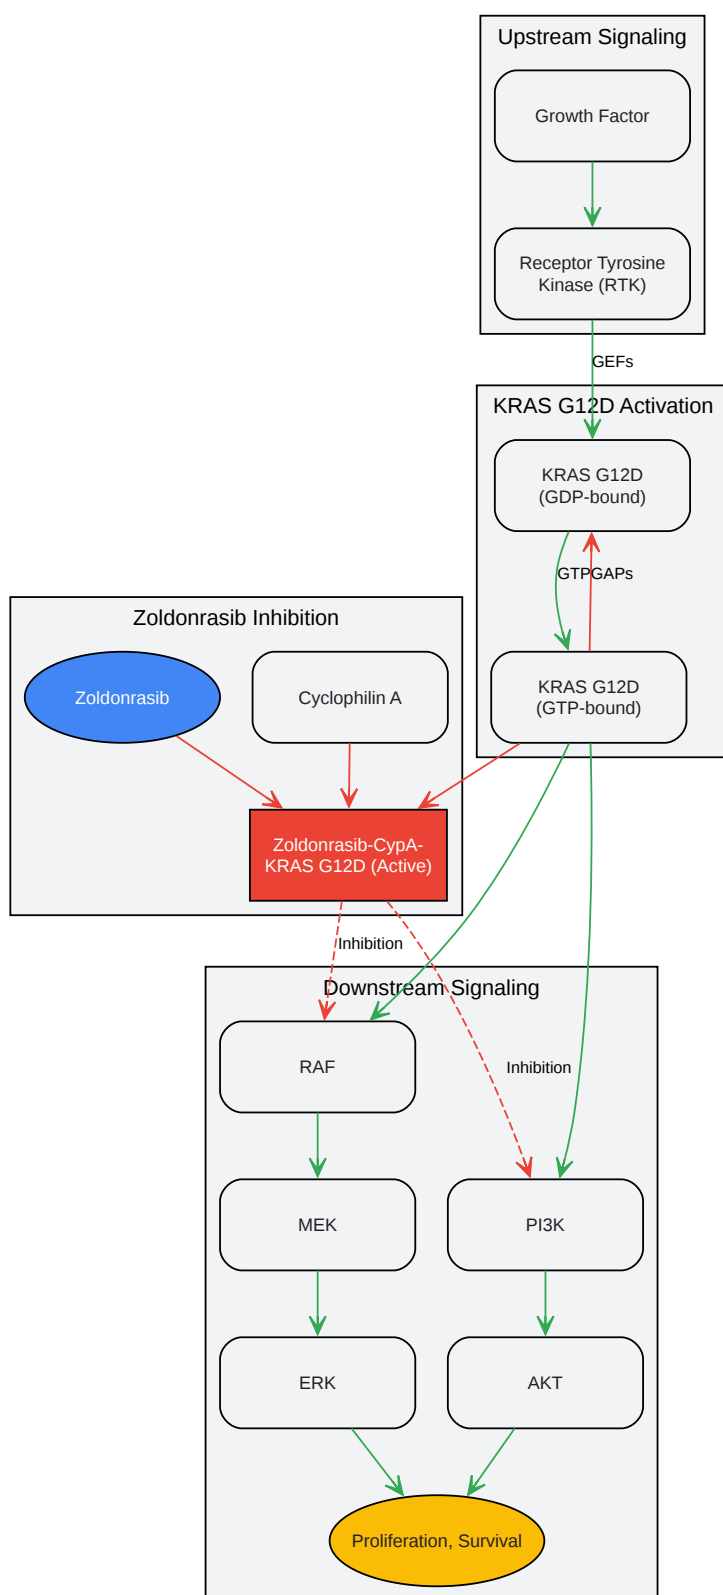 Upstream Signaling
Growth Factor
Receptor Tyrosine
Kinase (RTK)
GEFs
KRAS G12D Activation
KRAS G12D
(GDP-bound)
GTP
GAPs
KRAS G12D
(GTP-bound)
Zoldonrasib Inhibition
Zoldonrasib
Cyclophilin A
Zoldonrasib-CypA-
KRAS G12D (Active)
Inhibition
Downstream Signaling
RAF
Inhibition
MEK
PI3K
ERK
AKT
Proliferation, Survival